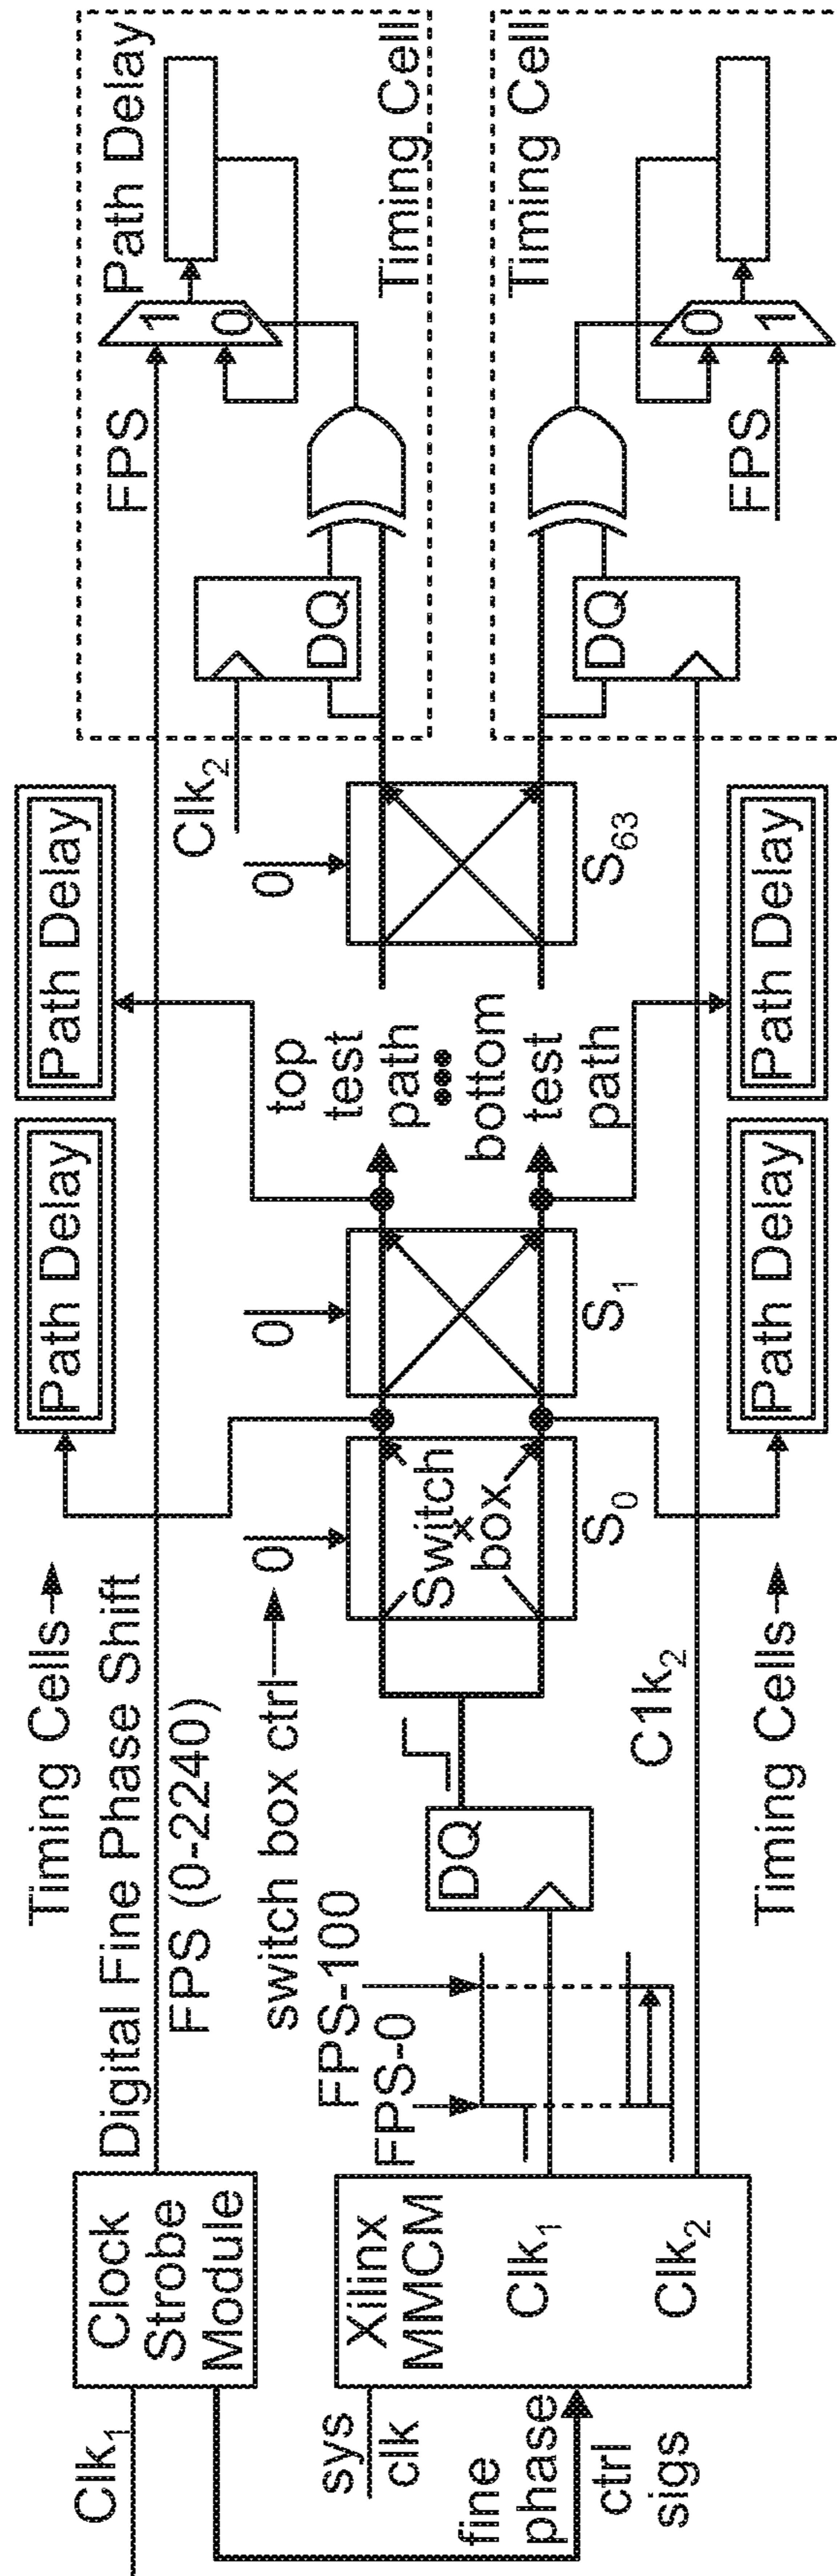 Clk1
Clock
Strobe
Module
Digital Fine Phase Shift
FPS (0-2240)
Timing Cells
switch box ctrl
FPS-100
FPS-0
sys
clk
Xilinx
MMCM
Clk1
Clk2
fine
phase
ctrl
sigs
DQ
C1k2
Timing Cells
Path Delay
Path Delay
0
Switch
box
S0
0
S1
top
test
path
bottom
test
path
0
S63
Path Delay
Path Delay
Clk2
FPS
DQ
1
0
Path Delay
Timing Cell
Timing Cell
DQ
0
1
FPS